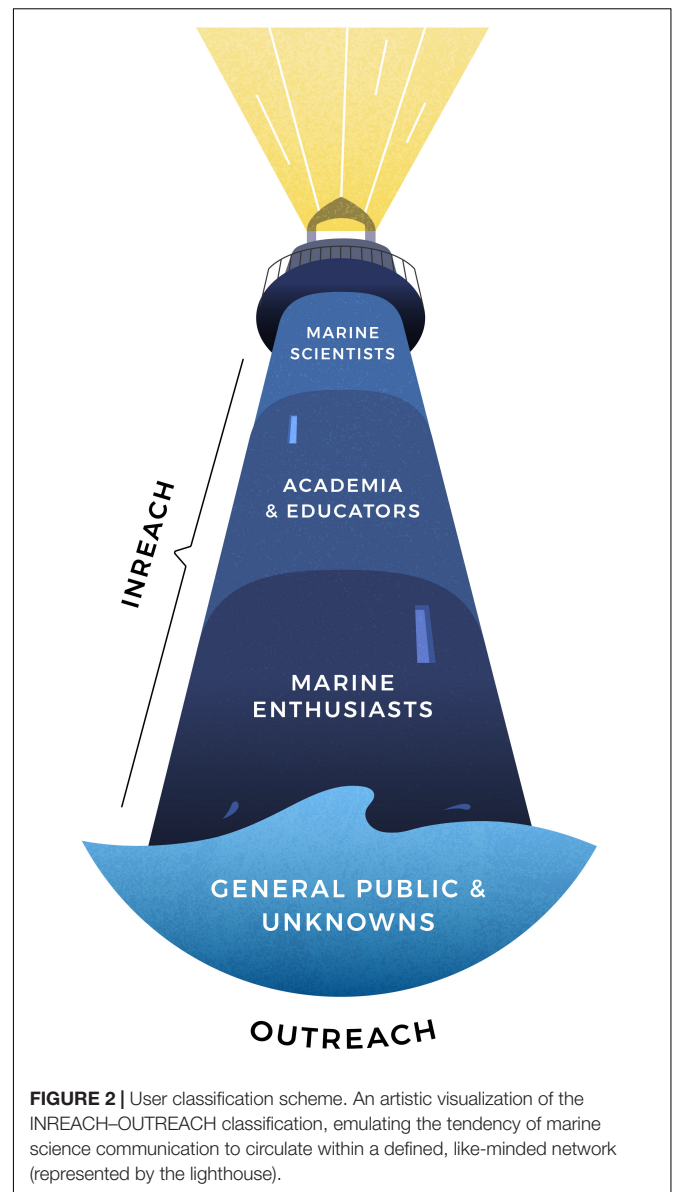 MARINE
SCIENTISTS
ACADEMIA
& EDUCATORS
INREACH
MARINE
ENTHUSIASTS
GENERAL PUBLIC &
UNKNOWNS
OUTREACH
FIGURE 2 | User classification scheme. An artistic visualization of the
INREACH–OUTREACH classification, emulating the tendency of marine
science communication to circulate within a defined, like-minded network
(represented by the lighthouse).